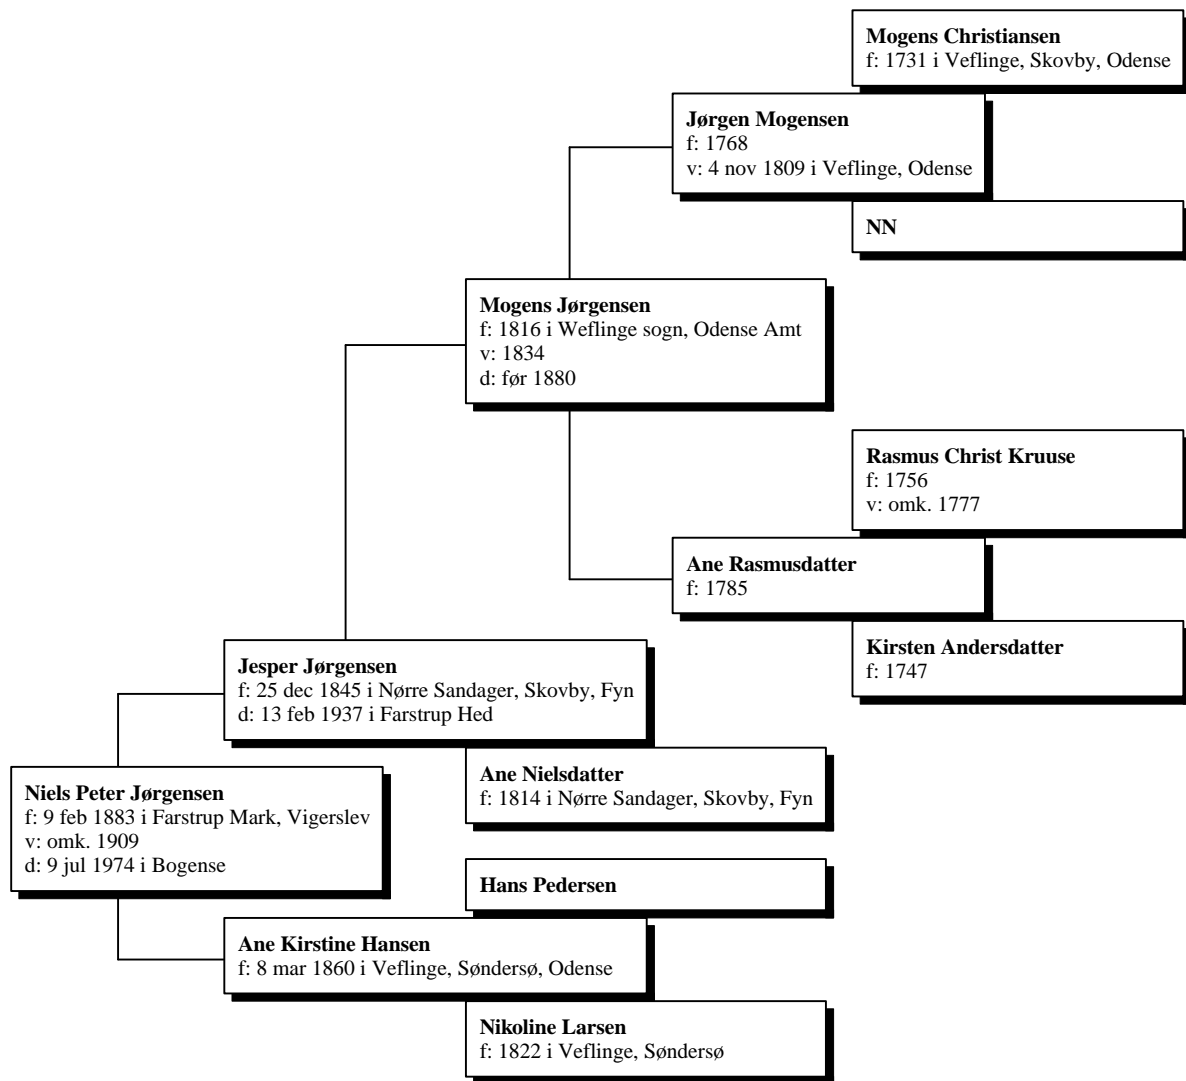 Mogens Christiansen
f: 1731 i Veflinge, Skovby, Odense
Jørgen Mogensen
f: 1768
v: 4 nov 1809 i Veflinge, Odense
NN
Mogens Jørgensen
f: 1816 i Weflinge sogn, Odense Amt
v: 1834
d: før 1880
Rasmus Christ Kruuse
f: 1756
v: omk. 1777
Ane Rasmusdatter
f: 1785
Kirsten Andersdatter
f: 1747
Jesper Jørgensen
f: 25 dec 1845 i Nørre Sandager, Skovby, Fyn
d: 13 feb 1937 i Farstrup Hed
Ane Nielsdatter
f: 1814 i Nørre Sandager, Skovby, Fyn
Niels Peter Jørgensen
f: 9 feb 1883 i Farstrup Mark, Vigerslev
v: omk. 1909
d: 9 jul 1974 i Bogense
Hans Pedersen
Ane Kirstine Hansen
f: 8 mar 1860 i Veflinge, Søndersø, Odense
Nikoline Larsen
f: 1822 i Veflinge, Søndersø